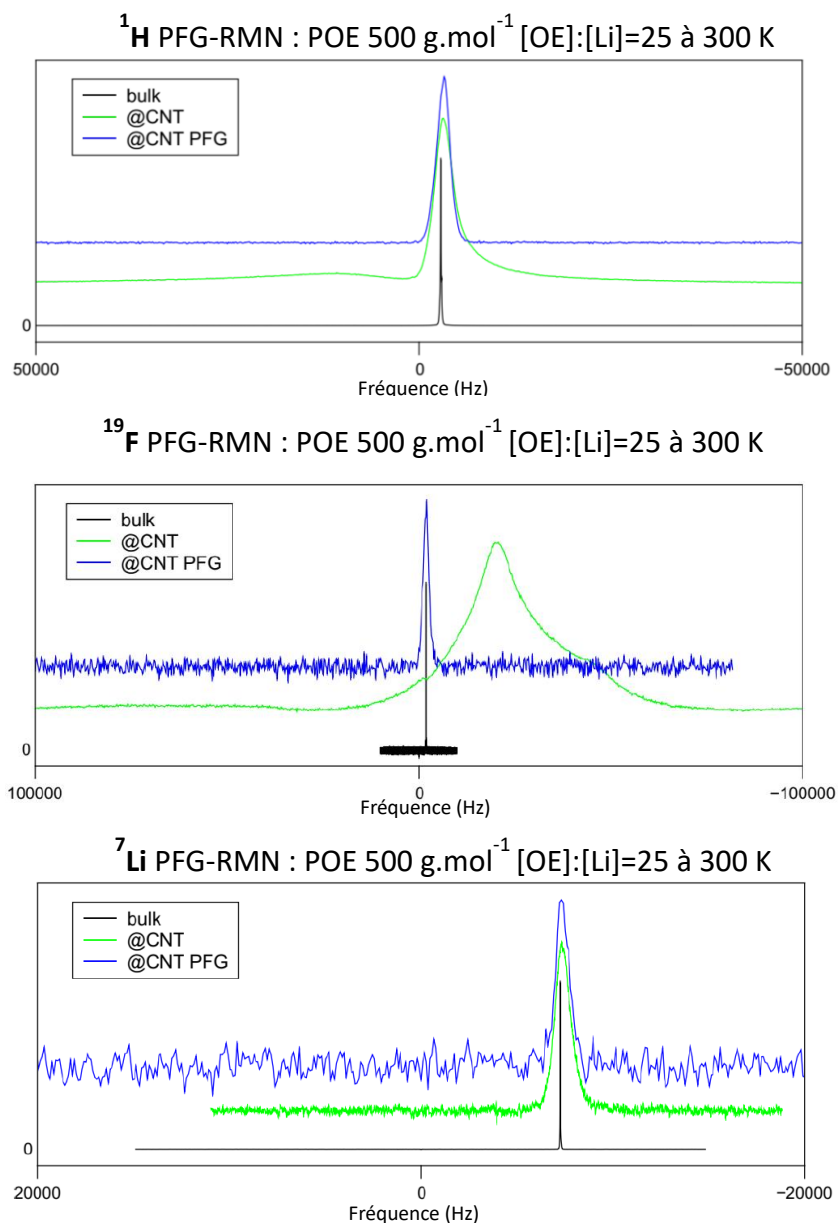 ¹H PFG-RMN : POE 500 g.mol⁻¹ [OE]:[Li]=25 à 300 K
bulk
@CNT
@CNT PFG
0
50000 0 −50000
Fréquence (Hz)
¹⁹F PFG-RMN : POE 500 g.mol⁻¹ [OE]:[Li]=25 à 300 K
bulk
@CNT
@CNT PFG
0
100000 0 −100000
Fréquence (Hz)
⁷Li PFG-RMN : POE 500 g.mol⁻¹ [OE]:[Li]=25 à 300 K
bulk
@CNT
@CNT PFG
0
20000 0 −20000
Fréquence (Hz)